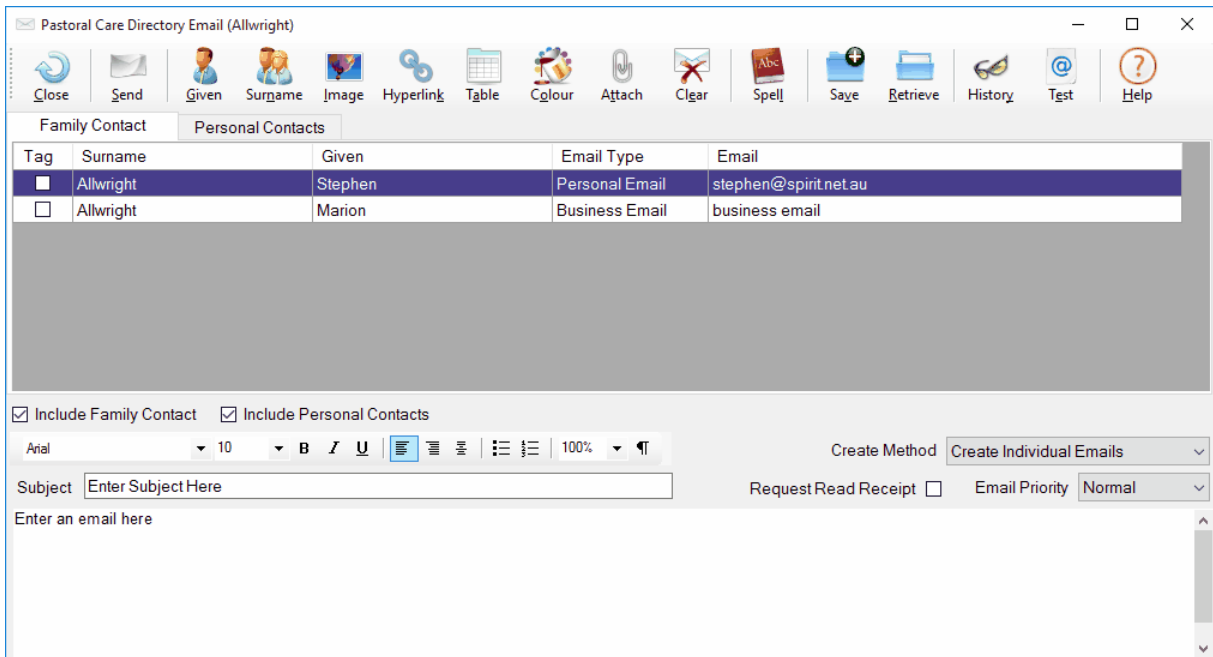 Pastoral Care Directory Email (Allwright)
Close Send Given Surname Image Hyperlink Table Colour Attach Clear Abc Spell Save Retrieve History @ Test ? Help
Family Contact Personal Contacts
Tag Surname Given Email Type Email
Allwright Stephen Personal Email stephen@spirit.net.au
Allwright Marion Business Email business email
Include Family Contact Include Personal Contacts
Arial 10 B I U 100% ¶ Create Method Create Individual Emails
Subject Enter Subject Here Request Read Receipt Email Priority Normal
Enter an email here